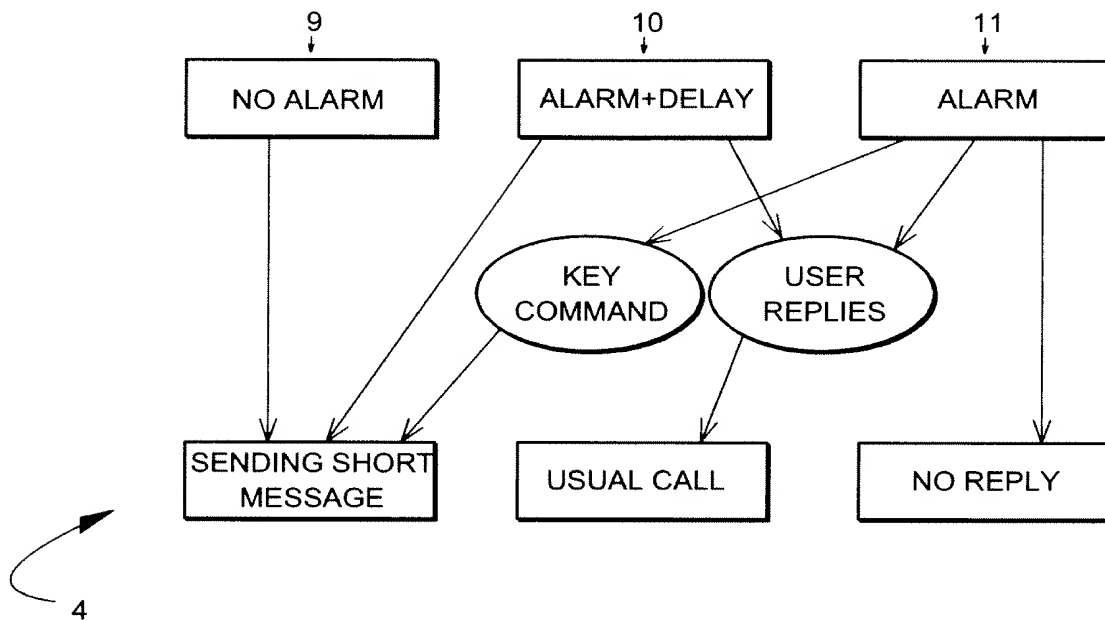 9
10
11
NO ALARM
ALARM+DELAY
ALARM
KEY
COMMAND
USER
REPLIES
SENDING SHORT
MESSAGE
USUAL CALL
NO REPLY
4